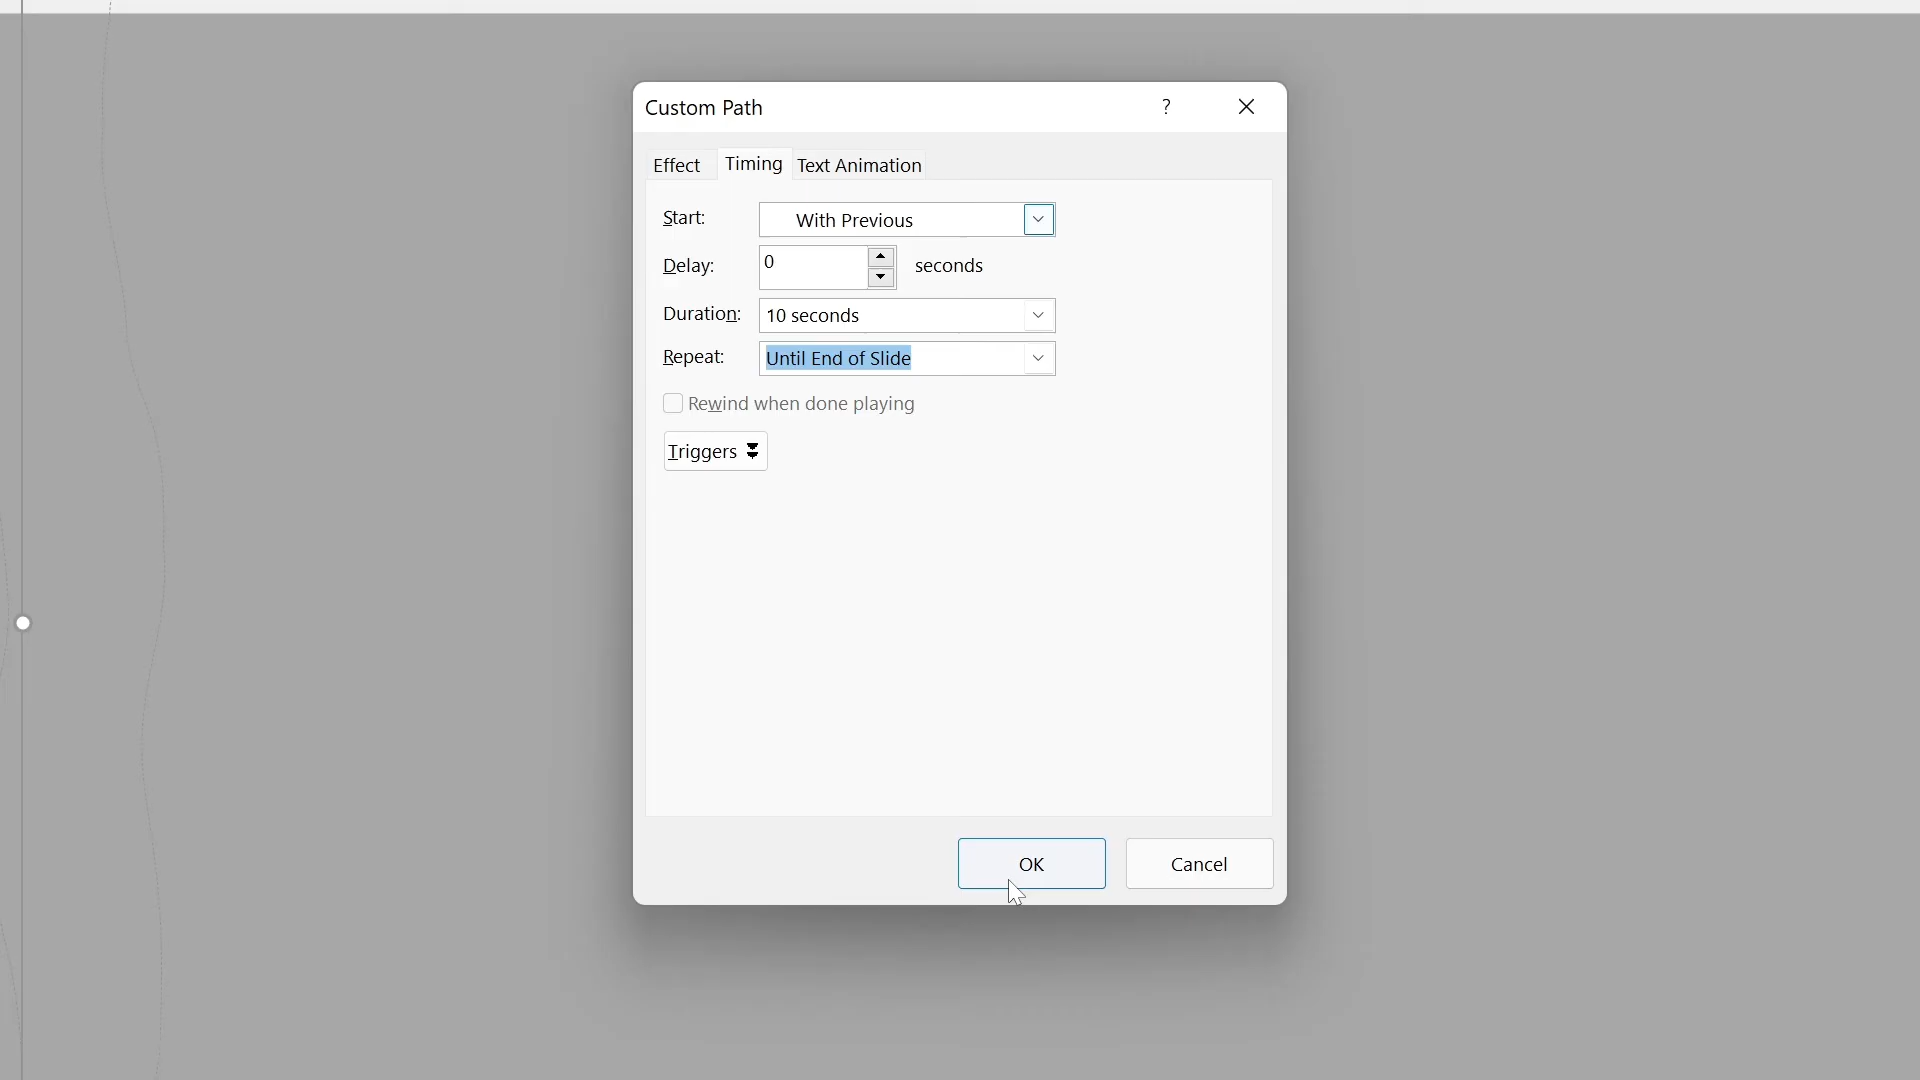 Custom Path ?
Effect Timing Text Animation
Start: With Previous
Delay: 0 seconds
Duration: 10 seconds
Repeat: Until End of Slide
Rewind when done playing
Triggers
OK Cancel